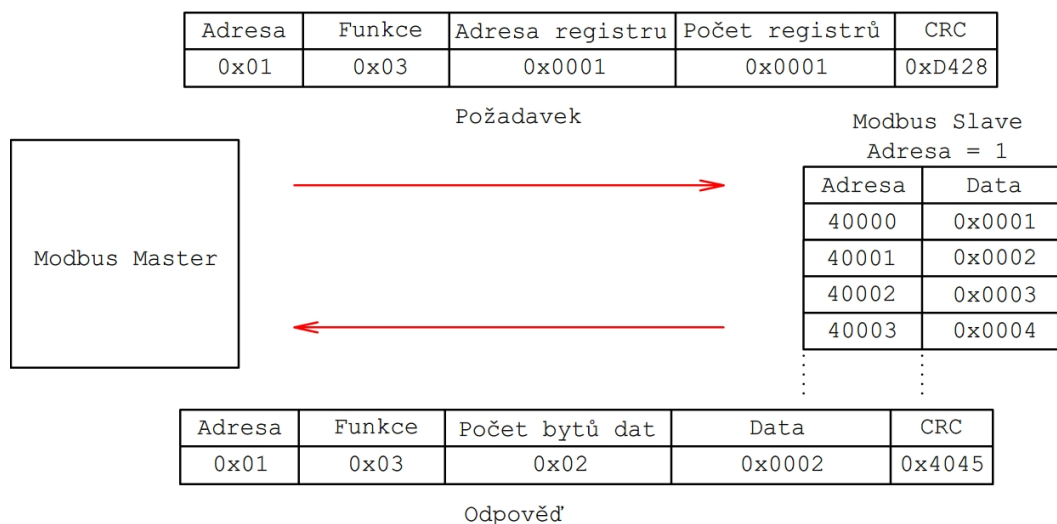 Adresa Funkce Adresa registru Počet registrů CRC
0x01 0x03 0x0001 0x0001 0xD428
Požadavek
Modbus Slave
Adresa = 1
Adresa Data
40000 0x0001
40001 0x0002
Modbus Master
40002 0x0003
40003 0x0004
Adresa Funkce Počet bytů dat Data CRC
0x01 0x03 0x02 0x0002 0x4045
Odpověď